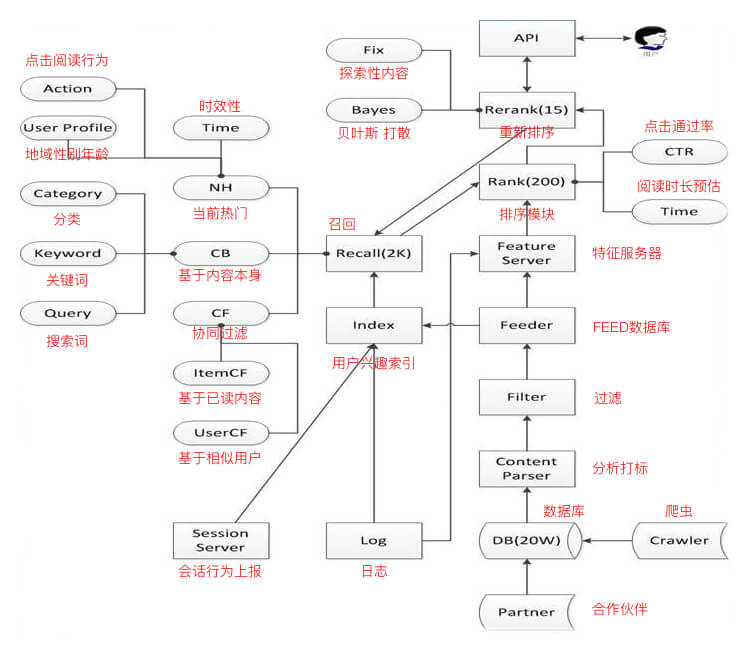 API
用户
Fix
探索性内容
点击阅读行为
Action
时效性
Bayes
贝叶斯 打散
Rerank(15)
重新排序
User Profile
地域性别年龄
Time
点击通过率
CTR
NH
当前热门
Rank(200)
排序模块
阅读时长预估
Time
Category
分类
召回
Recall(2K)
Keyword
关键词
CB
基于内容本身
Feature
Server
特征服务器
Query
搜索词
CF
协同过滤
Index
用户兴趣索引
Feeder
FEED数据库
ItemCF
基于已读内容
Filter
过滤
UserCF
基于相似用户
Content
Parser
分析打标
数据库
爬虫
Session
Server
会话行为上报
Log
日志
DB(20W)
Crawler
Partner
合作伙伴